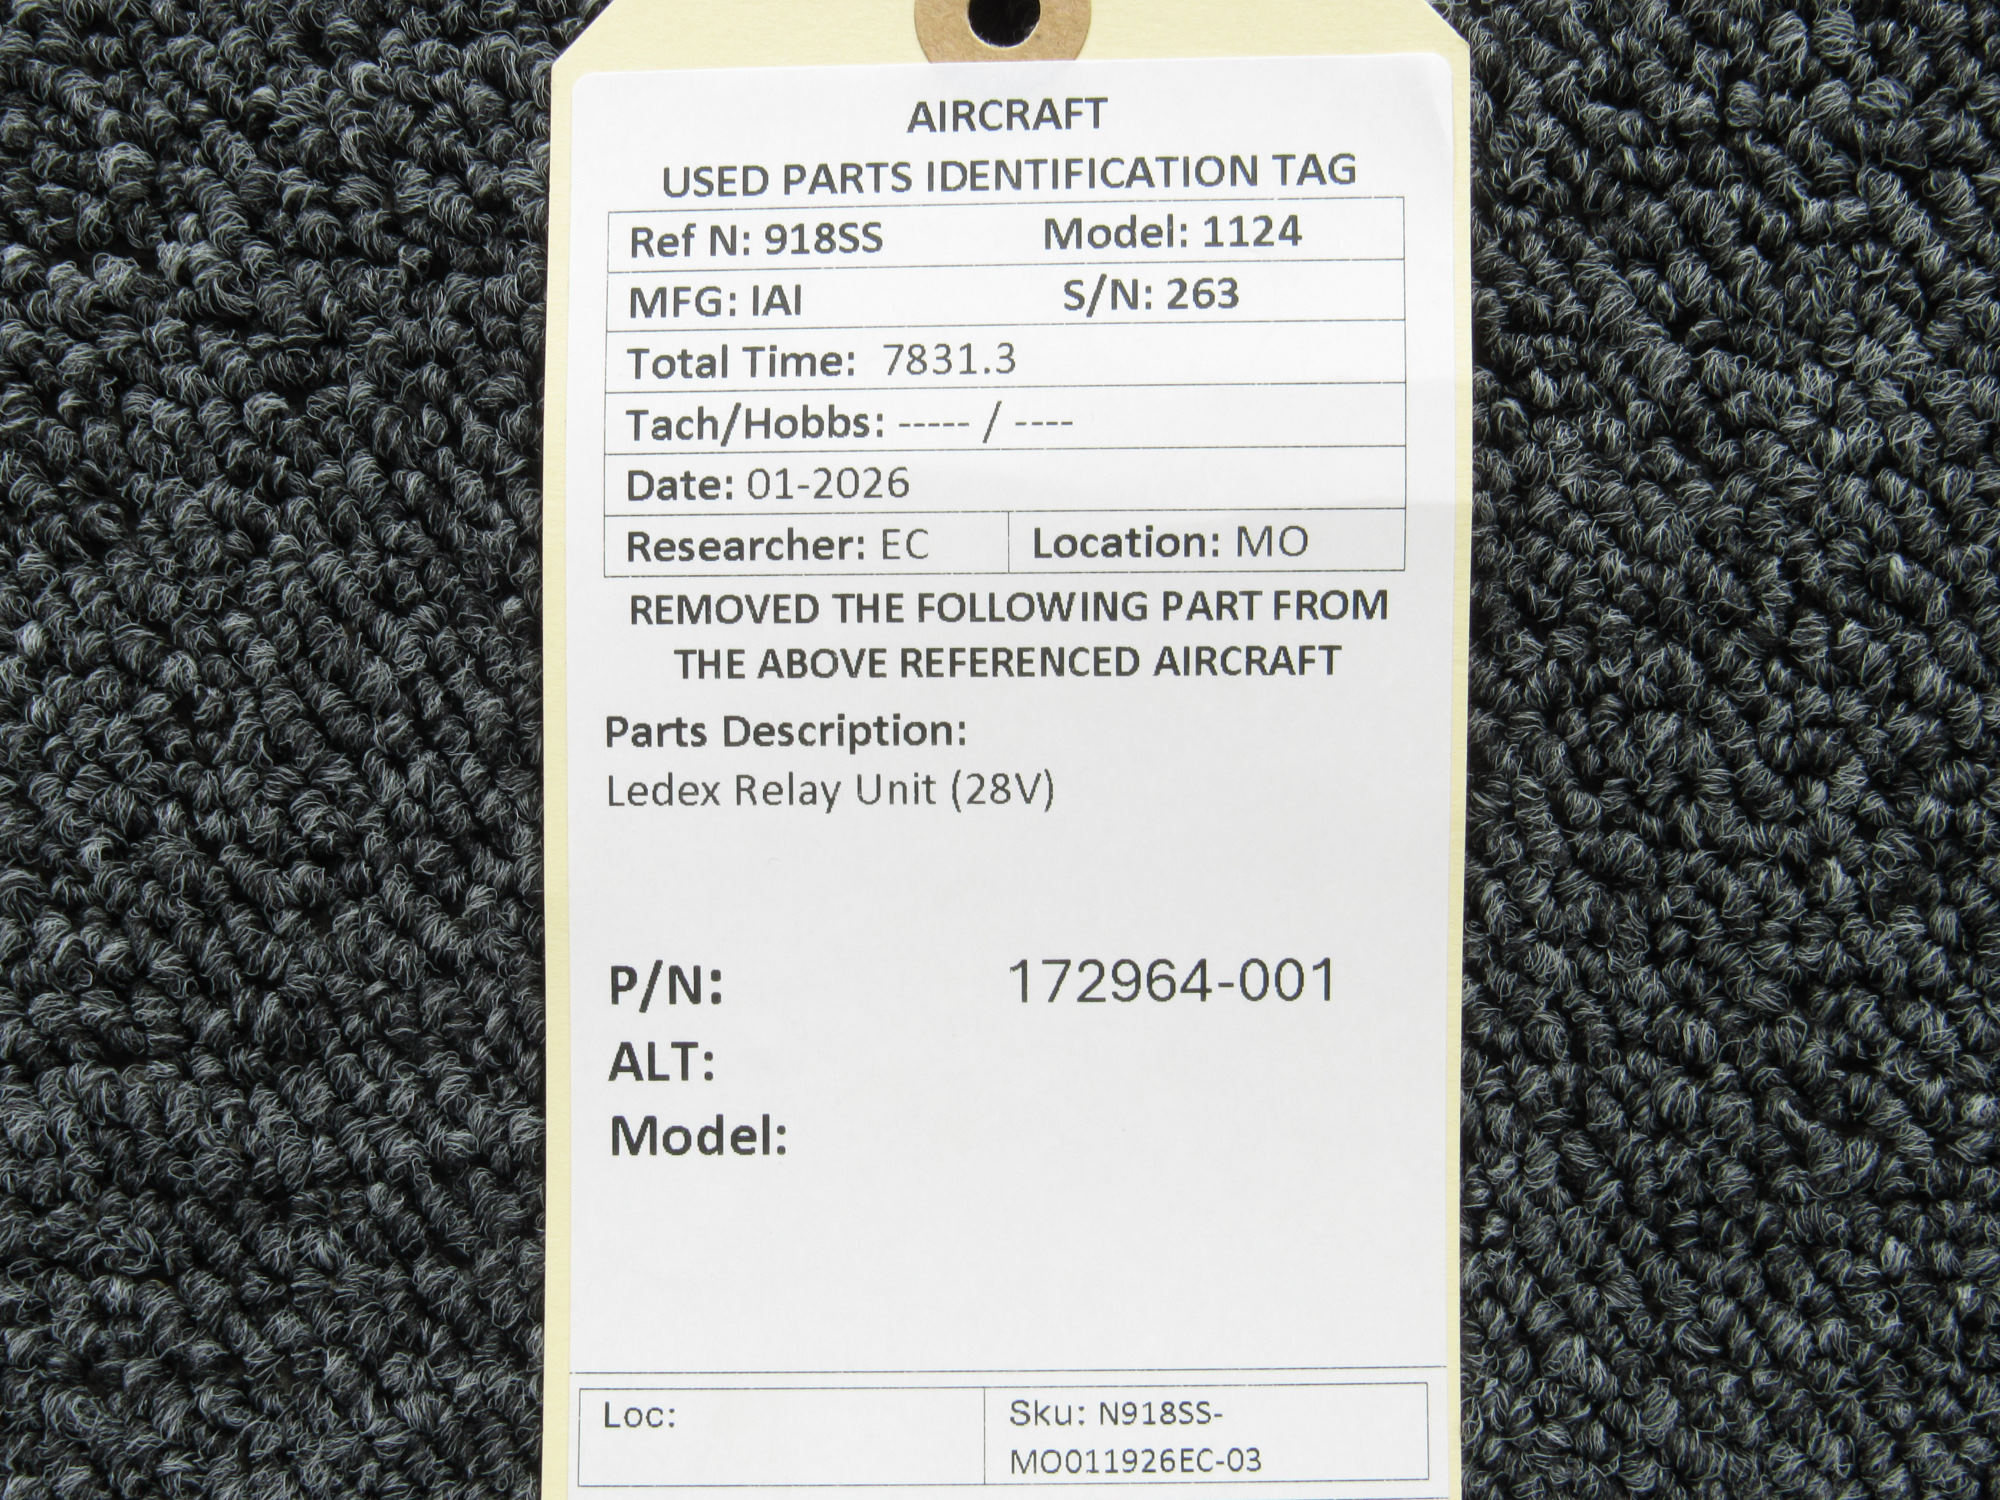 AIRCRAFT
USED PARTS IDENTIFICATION TAG
Ref N: 918SS Model: 1124
MFG: IAI S/N: 263
Total Time: 7831.3
Tach/Hobbs: ----- / ----
Date: 01-2026
Researcher: EC Location: MO
REMOVED THE FOLLOWING PART FROM
THE ABOVE REFERENCED AIRCRAFT
Parts Description:
Ledex Relay Unit (28V)
P/N: 172964-001
ALT:
Model:
Loc: Sku: N918SS-
MO011926EC-03